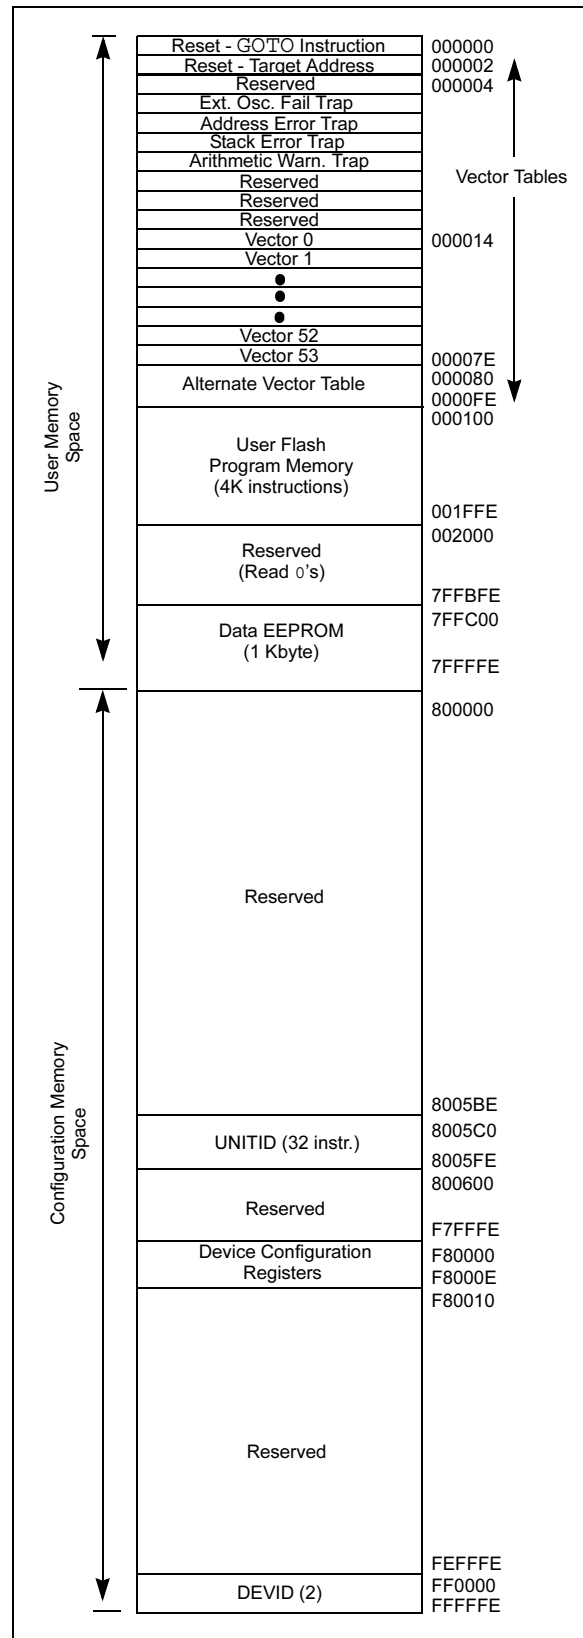 Reset - GOTO Instruction 000000
Reset - Target Address 000002
Reserved 000004
Ext. Osc. Fail Trap
Address Error Trap
Stack Error Trap
Arithmetic Warn. Trap
Reserved
Vector Tables
Reserved
Reserved
Vector 0 000014
Vector 1
Vector 52
Vector 53 00007E
Alternate Vector Table 000080
0000FE
000100
User Memory
Space
User Flash
Program Memory
(4K instructions)
001FFE
002000
Reserved
(Read 0's)
7FFBFE
7FFC00
Data EEPROM
(1 Kbyte)
7FFFFE
800000
Reserved
Configuration Memory
Space
8005BE
8005C0
UNITID (32 instr.)
8005FE
800600
Reserved
F7FFFE
Device Configuration
Registers
F80000
F8000E
F80010
Reserved
FEFFFE
FF0000
DEVID (2)
FFFFFE